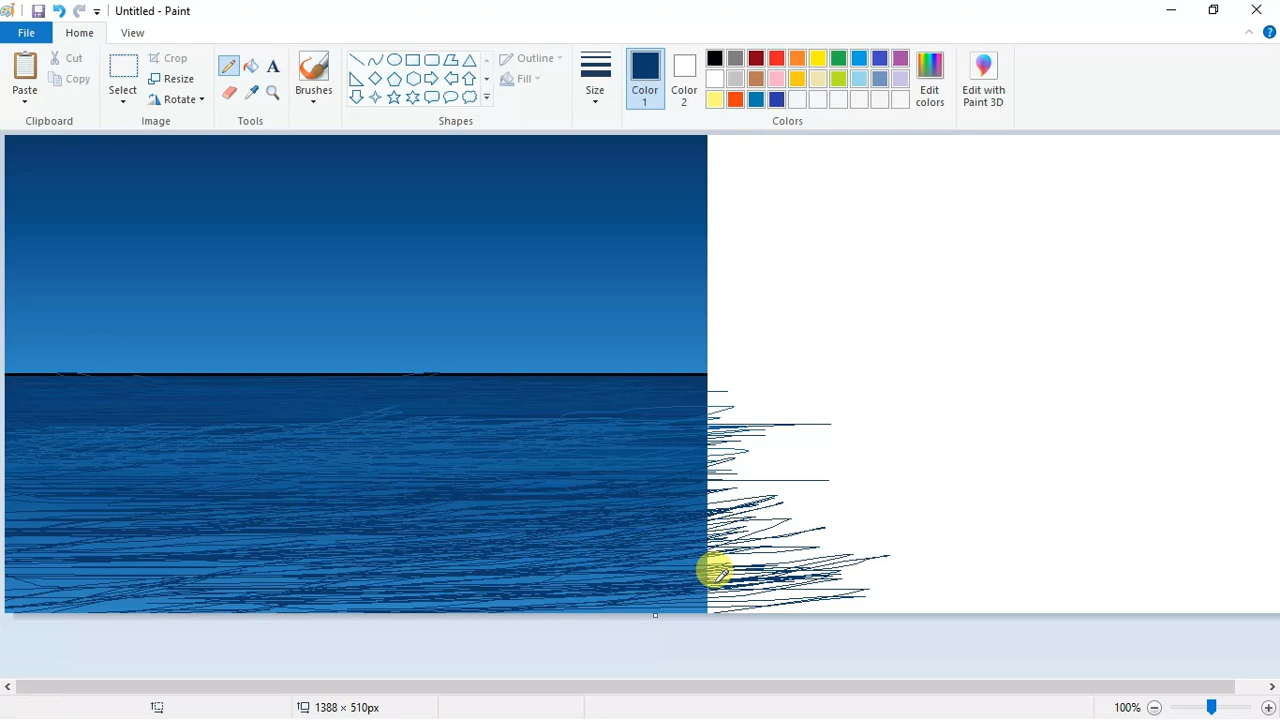 Untitled - Paint
File
Home
View
Paste
Cut
Copy
Clipboard
Select
Crop
Resize
Rotate
Image
Tools
Brushes
Outline
Fill
Shapes
Size
Color
1
Color
2
Colors
Edit
colors
Edit with
Paint 3D
1388 × 510px
100%